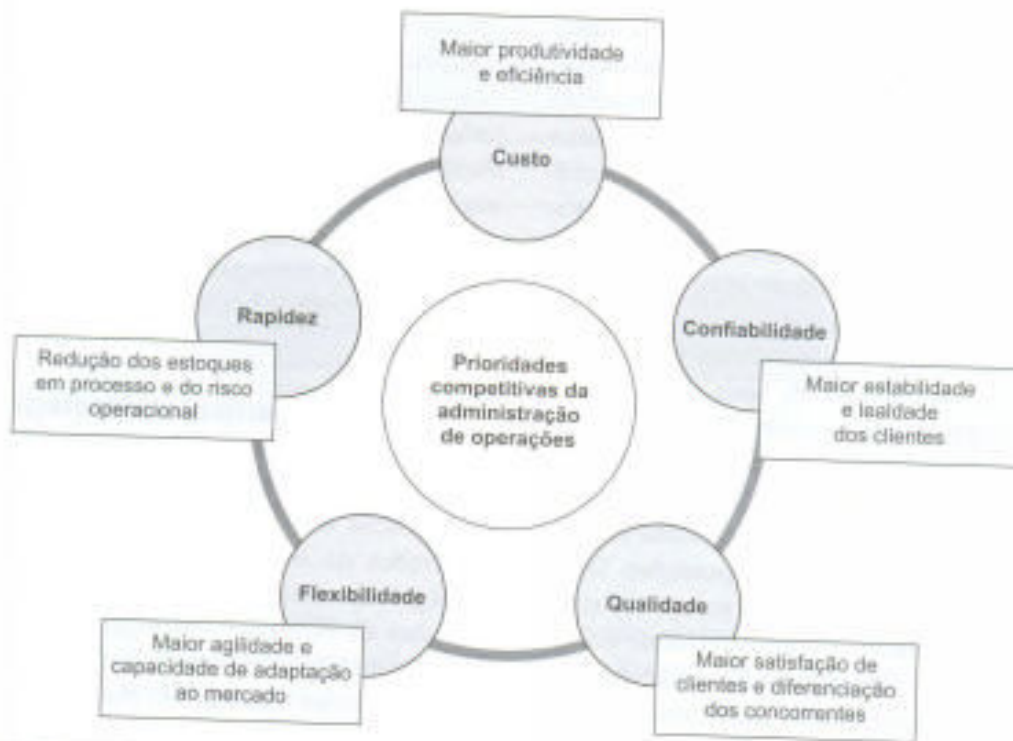 Maior produtividade
e eficiência
Custo
Confiabilidade
Maior estabilidade
e lealdade
dos clientes
Qualidade
Maior satisfação de
clientes e diferenciação
dos concorrentes
Flexibilidade
Maior agilidade e
capacidade de adaptação
ao mercado
Rapidez
Redução dos estoques
em processo e do risco
operacional
Prioridades
competitivas da
administração
de operações